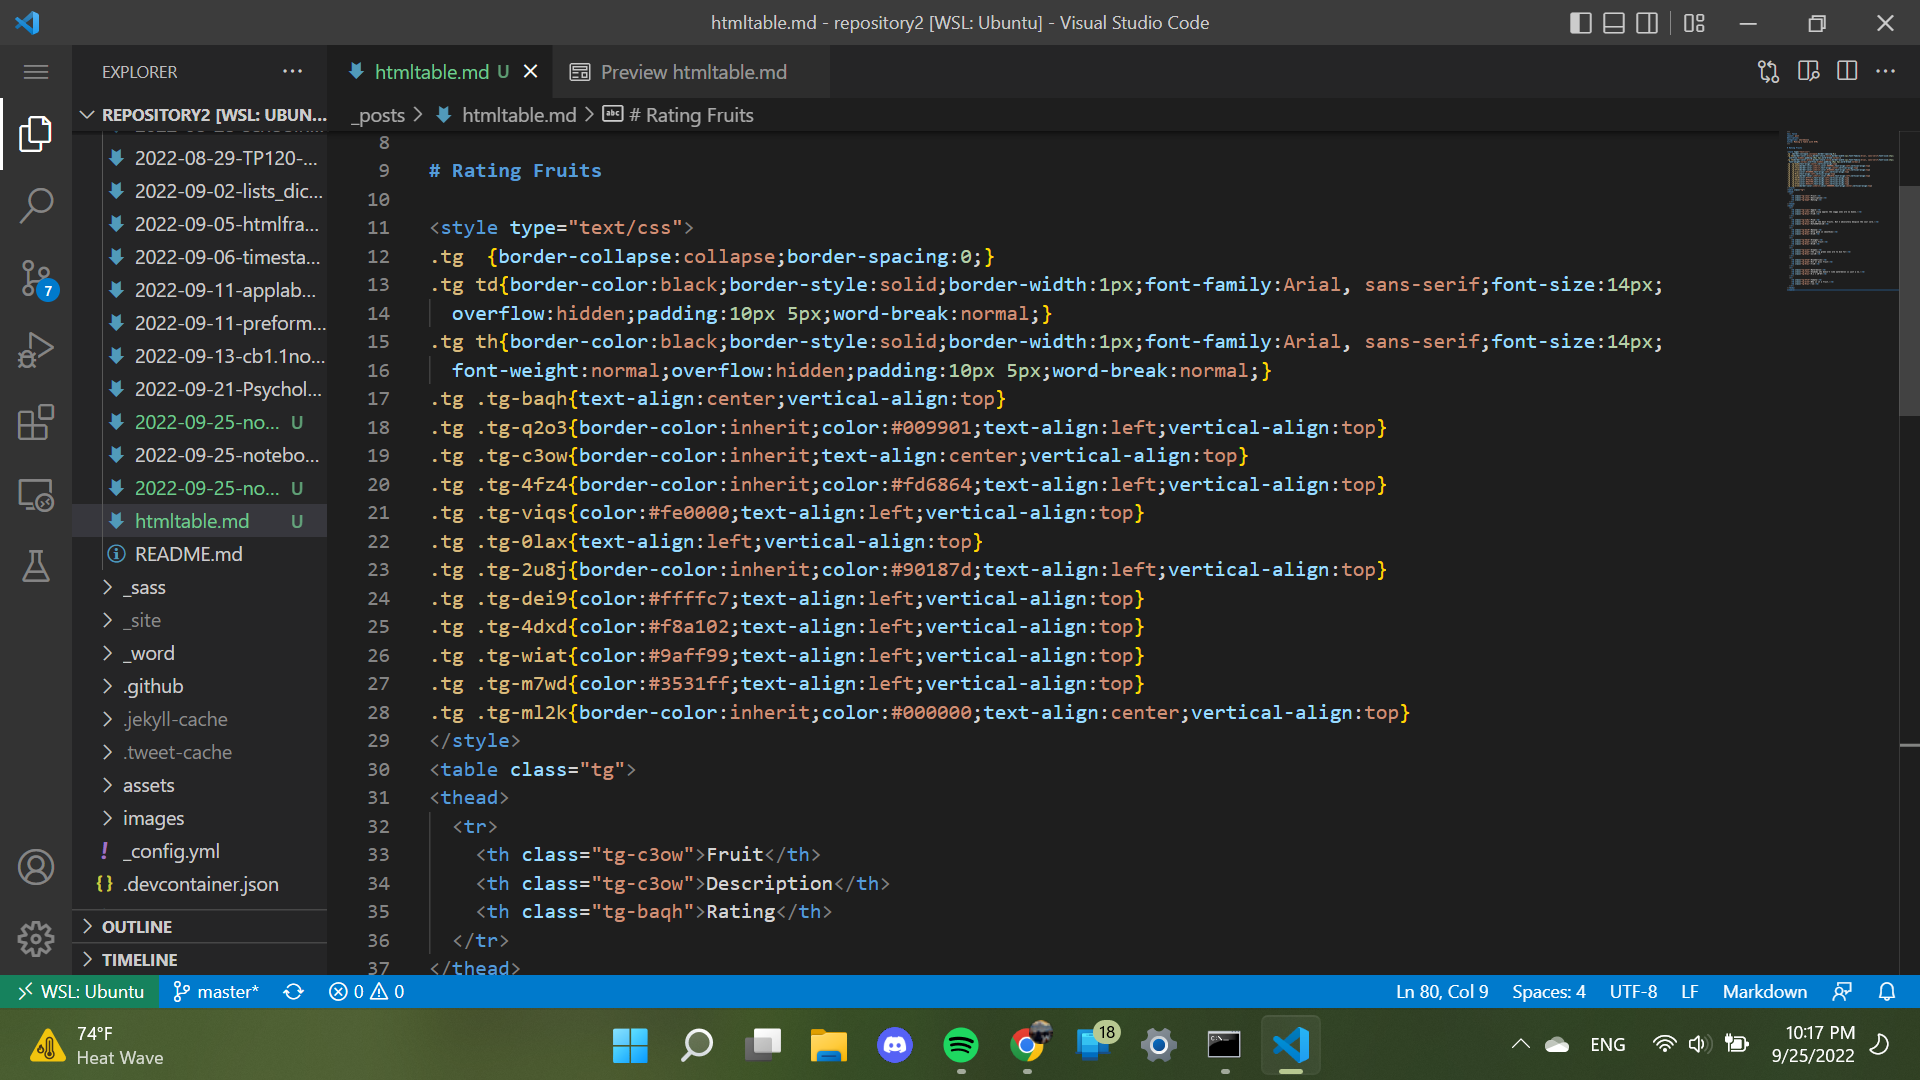 htmltable.md - repository2 [WSL: Ubuntu] - Visual Studio Code
EXPLORER
htmltable.md U
Preview htmltable.md
REPOSITORY2 [WSL: UBUN...
_posts > htmltable.md > # Rating Fruits
2022-08-29-TP120-...
2022-09-02-lists_dic...
2022-09-05-htmlfra...
2022-09-06-timesta...
2022-09-11-applab...
2022-09-11-preform...
2022-09-13-cb1.1no...
2022-09-21-Psychol...
2022-09-25-no... U
2022-09-25-notebo...
2022-09-25-no... U
htmltable.md U
README.md
_sass
_site
_word
.github
.jekyll-cache
.tweet-cache
assets
images
_config.yml
.devcontainer.json
OUTLINE
TIMELINE
7
8
9 # Rating Fruits
10
11 <style type="text/css">
12 .tg  {border-collapse:collapse;border-spacing:0;}
13 .tg td{border-color:black;border-style:solid;border-width:1px;font-family:Arial, sans-serif;font-size:14px;
14   overflow:hidden;padding:10px 5px;word-break:normal;}
15 .tg th{border-color:black;border-style:solid;border-width:1px;font-family:Arial, sans-serif;font-size:14px;
16   font-weight:normal;overflow:hidden;padding:10px 5px;word-break:normal;}
17 .tg .tg-baqh{text-align:center;vertical-align:top}
18 .tg .tg-q2o3{border-color:inherit;color:#009901;text-align:left;vertical-align:top}
19 .tg .tg-c3ow{border-color:inherit;text-align:center;vertical-align:top}
20 .tg .tg-4fz4{border-color:inherit;color:#fd6864;text-align:left;vertical-align:top}
21 .tg .tg-viqs{color:#fe0000;text-align:left;vertical-align:top}
22 .tg .tg-0lax{text-align:left;vertical-align:top}
23 .tg .tg-2u8j{border-color:inherit;color:#90187d;text-align:left;vertical-align:top}
24 .tg .tg-dei9{color:#ffffc7;text-align:left;vertical-align:top}
25 .tg .tg-4dxd{color:#f8a102;text-align:left;vertical-align:top}
26 .tg .tg-wiat{color:#9aff99;text-align:left;vertical-align:top}
27 .tg .tg-m7wd{color:#3531ff;text-align:left;vertical-align:top}
28 .tg .tg-ml2k{border-color:inherit;color:#000000;text-align:center;vertical-align:top}
29 </style>
30 <table class="tg">
31 <thead>
32   <tr>
33     <th class="tg-c3ow">Fruit</th>
34     <th class="tg-c3ow">Description</th>
35     <th class="tg-baqh">Rating</th>
36   </tr>
37 </thead>
WSL: Ubuntu master* 0 0 Ln 80, Col 9 Spaces: 4 UTF-8 LF Markdown
74°F
Heat Wave
18
ENG
10:17 PM
9/25/2022